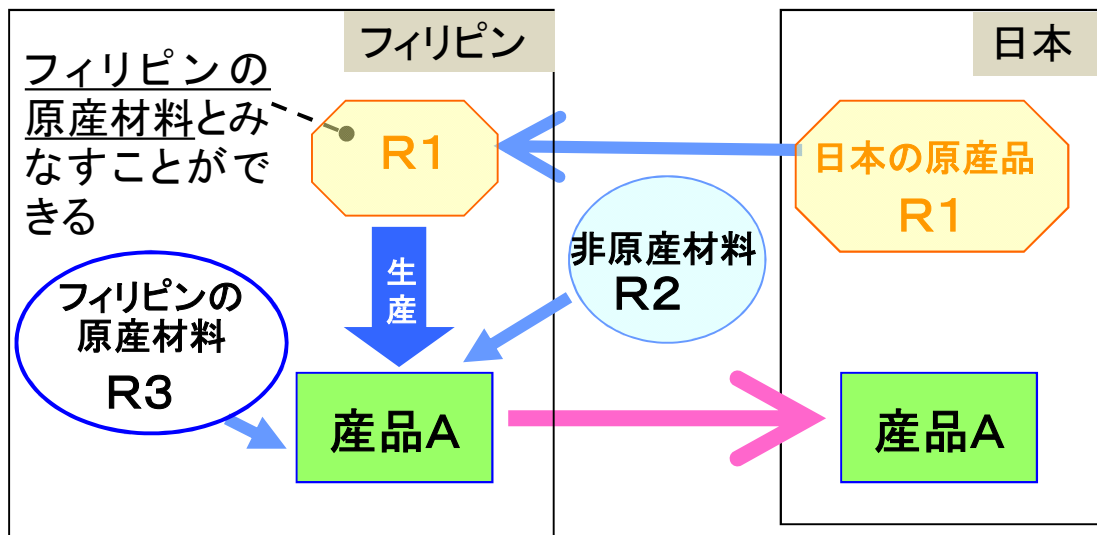 フィリピン
日本
フィリピンの
原産材料とみ
なすことがで
きる
R1
日本の原産品
R1
非原産材料
R2
生産
フィリピンの
原産材料
R3
産品A
産品A